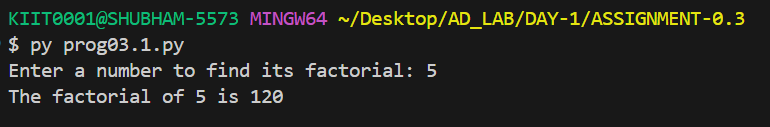 KIIT0001@SHUBHAM-5573 MINGW64 ~/Desktop/AD_LAB/DAY-1/ASSIGNMENT-0.3
$ py prog03.1.py
Enter a number to find its factorial: 5
The factorial of 5 is 120